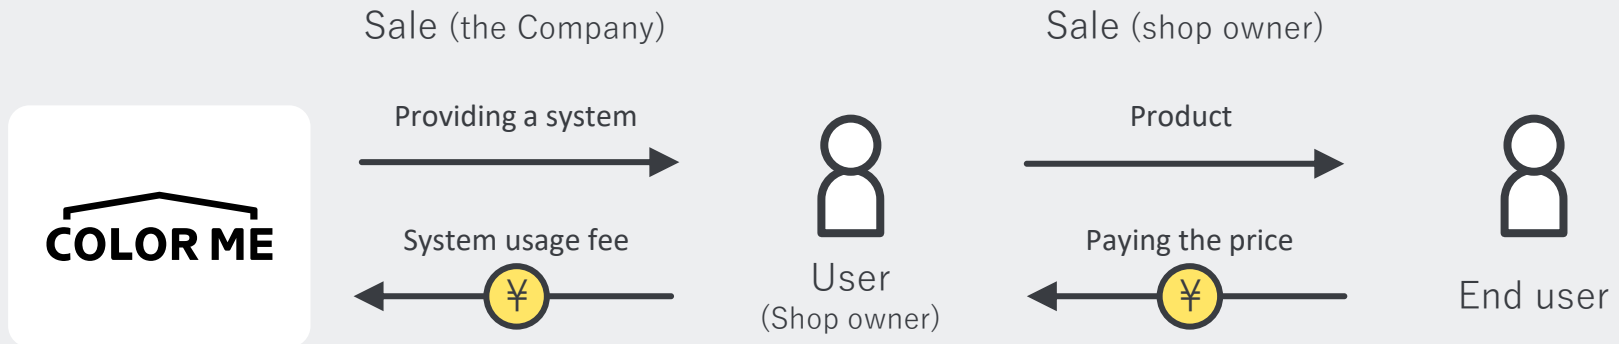 Sale (the Company)
Sale (shop owner)
Providing a system
Product
COLOR ME
System usage fee
¥
Paying the price
¥
User
(Shop owner)
End user